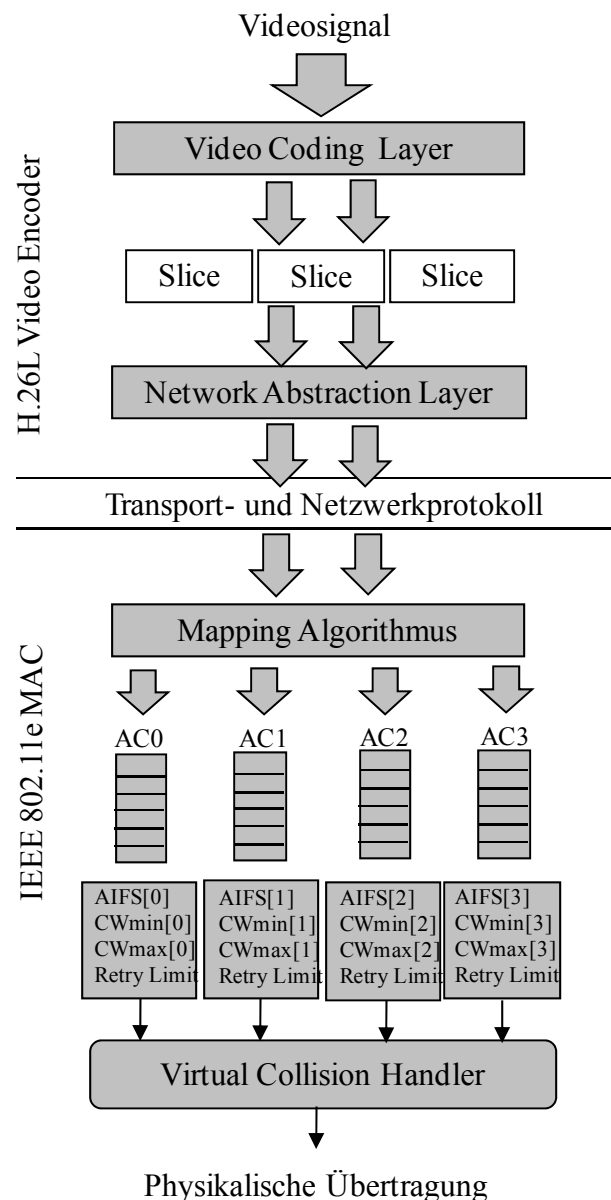 Videosignal
Video Coding Layer
Slice Slice Slice
Network Abstraction Layer
H.26L Video Encoder
Transport- und Netzwerkprotokoll
Mapping Algorithmus
AC0 AC1 AC2 AC3
AIFS[0] AIFS[1] AIFS[2] AIFS[3]
CWmin[0] CWmin[1] CWmin[2] CWmin[3]
CWmax[0] CWmax[1] CWmax[2] CWmax[3]
Retry Limit Retry Limit Retry Limit Retry Limit
IEEE 802.11e MAC
Virtual Collision Handler
Physikalische Übertragung